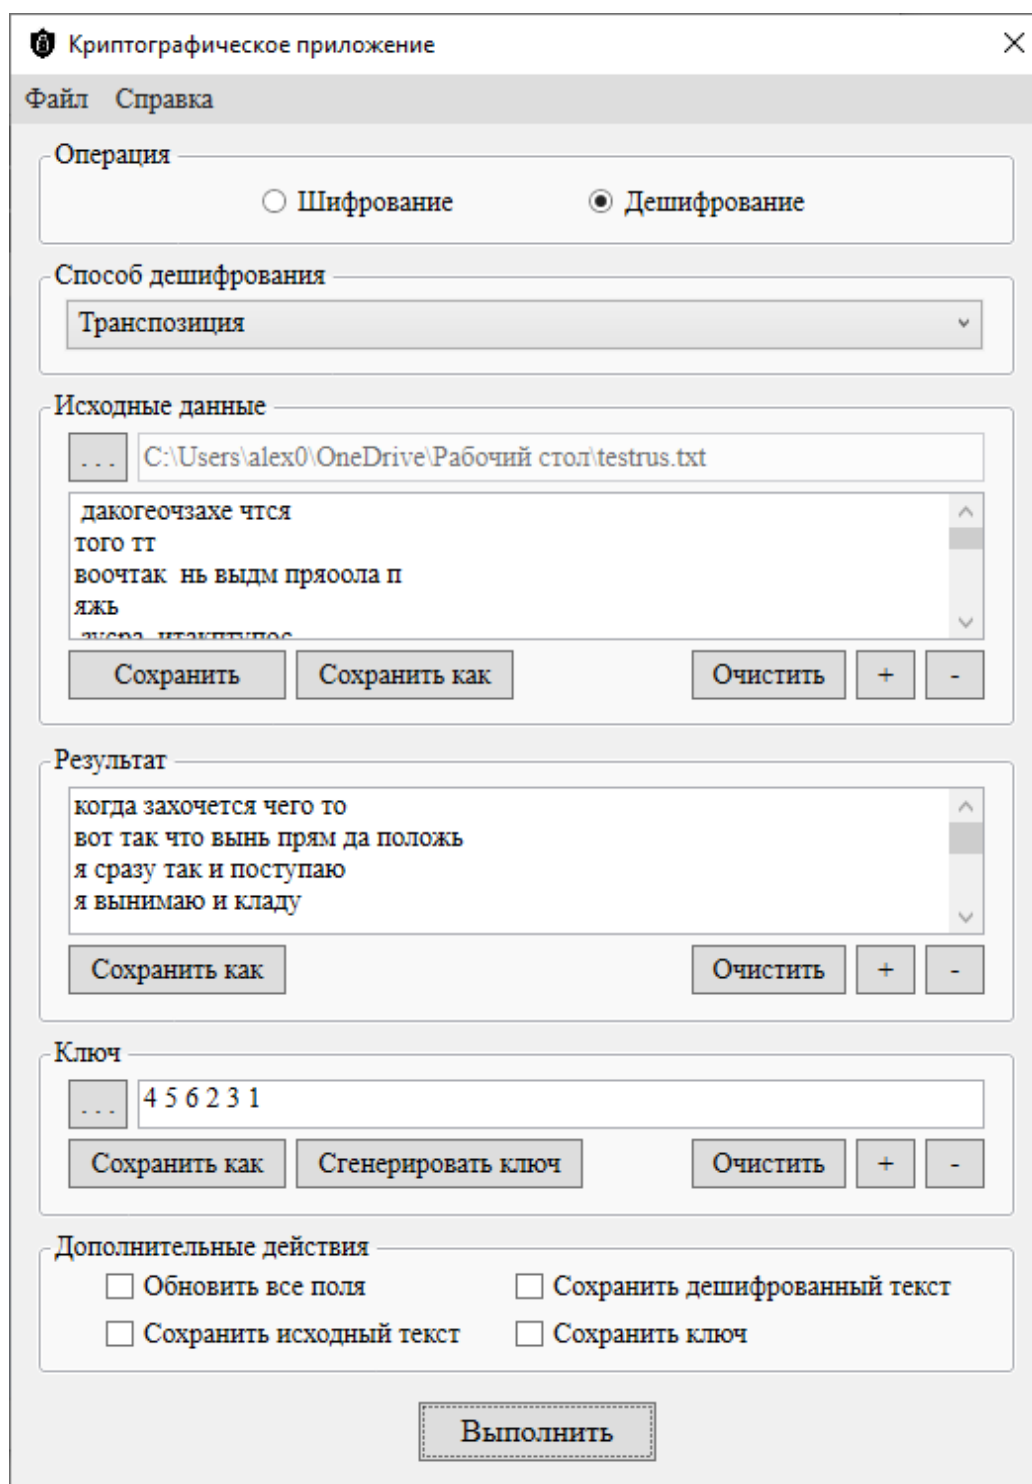 Криптографическое приложение
Файл Справка
Операция
Шифрование Дешифрование
Способ дешифрования
Транспозиция
Исходные данные
... C:\Users\alex0\OneDrive\Рабочий стол\testrus.txt
дакогеочзахе чтся
того тт
воочтак  нь выдм пряоола п
яжь
зусра итакптупос
Сохранить Сохранить как Очистить + -
Результат
когда захочется чего то
вот так что вынь прям да положь
я сразу так и поступаю
я вынимаю и кладу
Сохранить как Очистить + -
Ключ
... 4 5 6 2 3 1
Сохранить как Сгенерировать ключ Очистить + -
Дополнительные действия
Обновить все поля Сохранить дешифрованный текст
Сохранить исходный текст Сохранить ключ
Выполнить